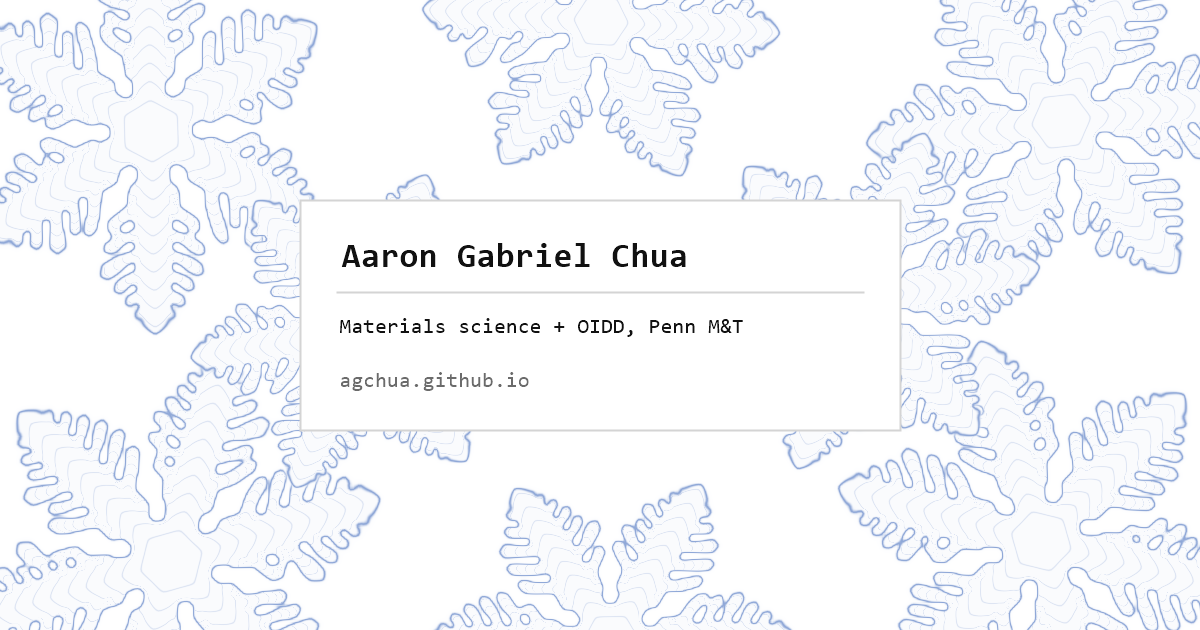 Aaron Gabriel Chua
Materials science + OIDD, Penn M&T
agchua.github.io